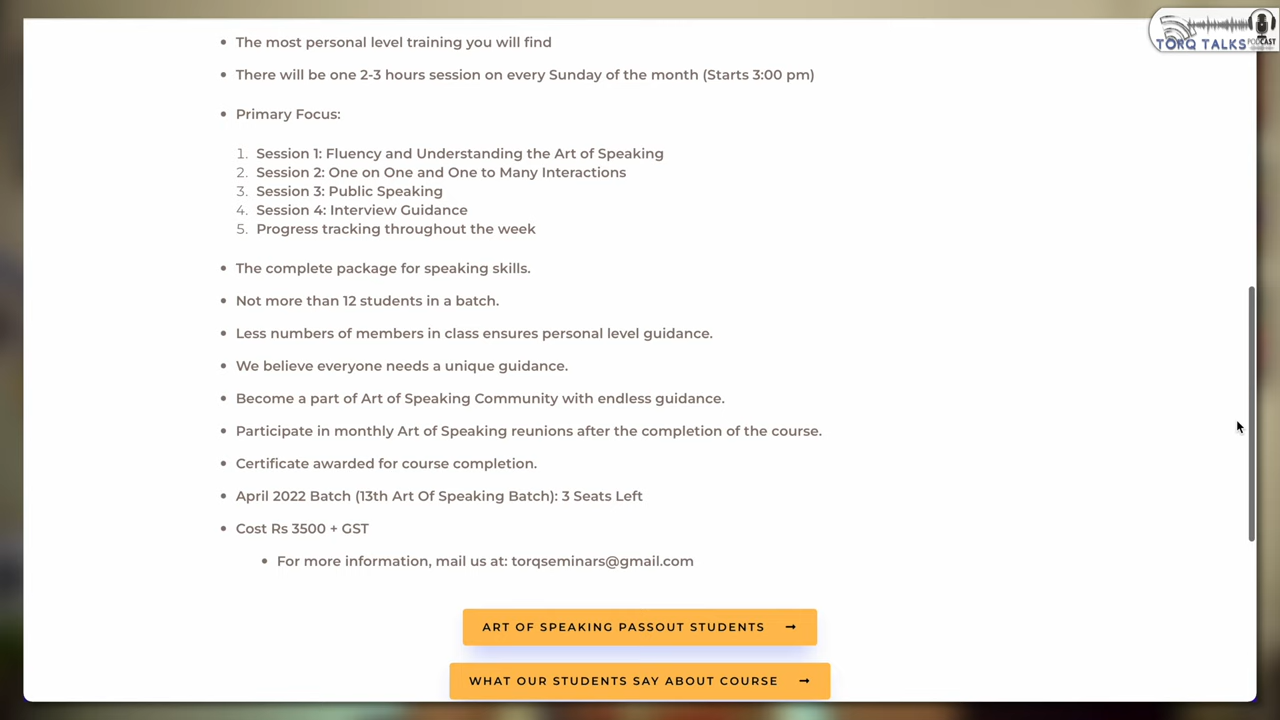 TORQ TALKS PODCAST
The most personal level training you will find
There will be one 2-3 hours session on every Sunday of the month (Starts 3:00 pm)
Primary Focus:
1. Session 1: Fluency and Understanding the Art of Speaking
2. Session 2: One on One and One to Many Interactions
3. Session 3: Public Speaking
4. Session 4: Interview Guidance
5. Progress tracking throughout the week
The complete package for speaking skills.
Not more than 12 students in a batch.
Less numbers of members in class ensures personal level guidance.
We believe everyone needs a unique guidance.
Become a part of Art of Speaking Community with endless guidance.
Participate in monthly Art of Speaking reunions after the completion of the course.
Certificate awarded for course completion.
April 2022 Batch (13th Art Of Speaking Batch): 3 Seats Left
Cost Rs 3500 + GST
For more information, mail us at: torqseminars@gmail.com
ART OF SPEAKING PASSOUT STUDENTS
WHAT OUR STUDENTS SAY ABOUT COURSE